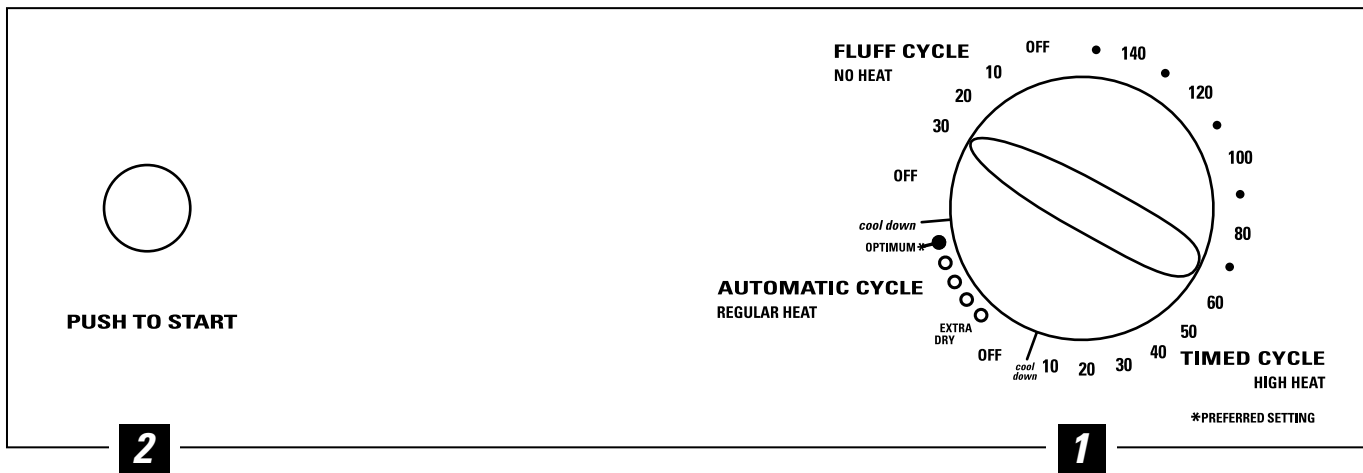 FLUFF CYCLE
NO HEAT
OFF
10
20
30
OFF
140
120
100
80
60
50
40
30
20
10
cool down
OPTIMUM*
AUTOMATIC CYCLE
REGULAR HEAT
EXTRA
DRY
OFF
cool
down
TIMED CYCLE
HIGH HEAT
*PREFERRED SETTING
PUSH TO START
2
1